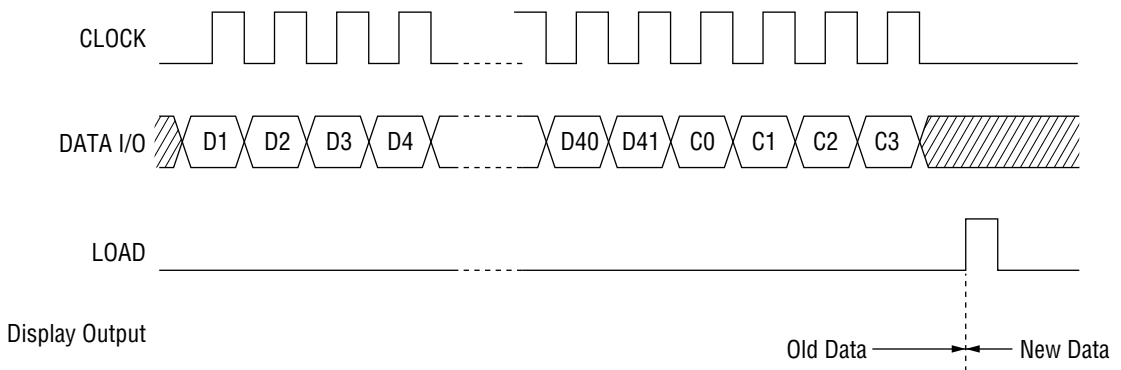 CLOCK
DATA I/O D1 D2 D3 D4 D40 D41 C0 C1 C2 C3
LOAD
Display Output
Old Data New Data